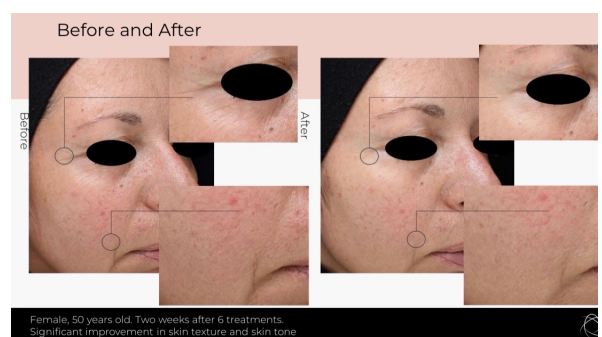 Before and After
Before
After
Female, 50 years old. Two weeks after 6 treatments.
Significant improvement in skin texture and skin tone